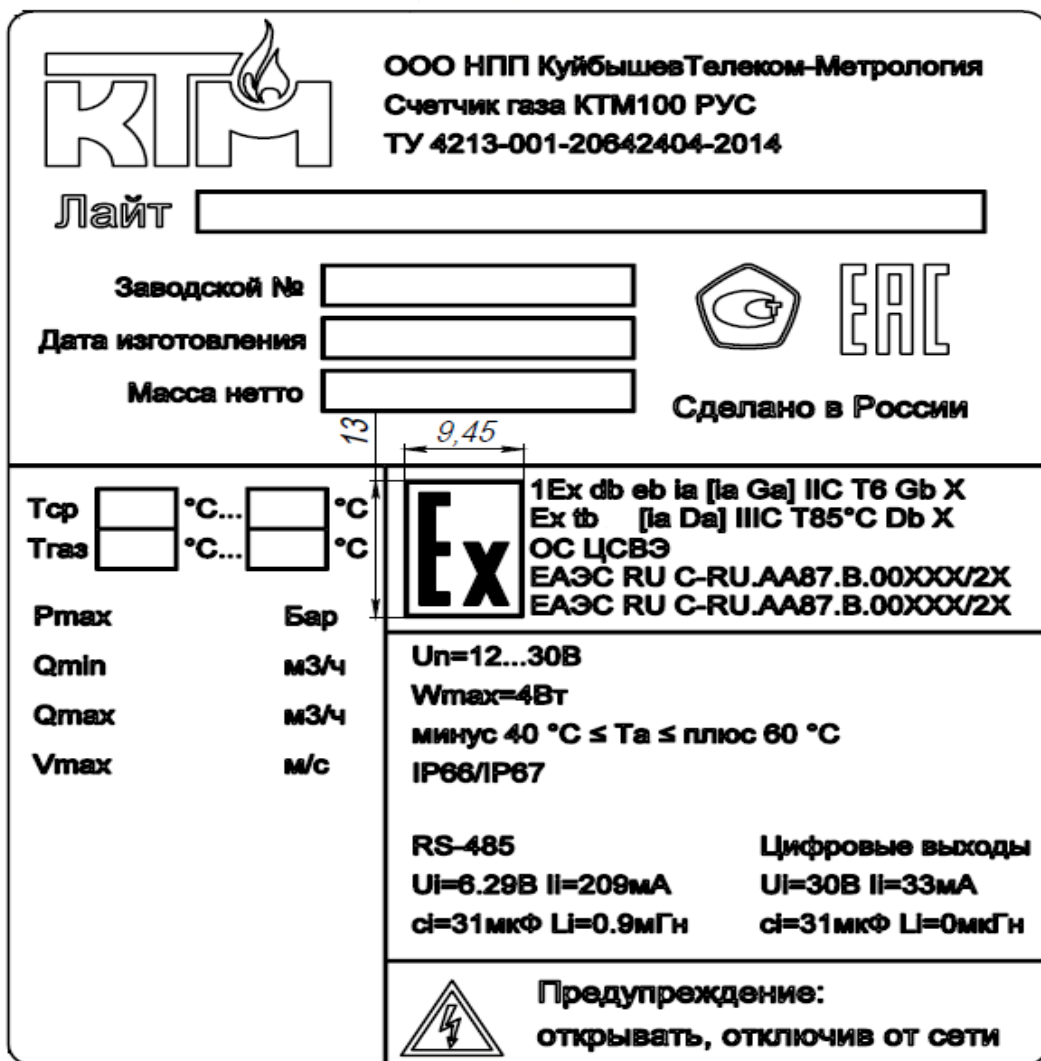 КТМ
ООО НПП КуйбышевТелеком-Метрология
Счетчик газа КТМ100 РУС
ТУ 4213-001-20642404-2014
Лайт
Заводской №
Дата изготовления
Масса нетто
Ст
ЕАС
Сделано в России
13
9,45
Тср °С... °С
Тгаз °С... °С
Pmax Бар
Qmin м3/ч
Qmax м3/ч
Vmax м/с
Ex
1Ex db eb ia [ia Ga] IIC T6 Gb X
Ex tb [ia Da] IIIC T85°C Db X
ОС ЦСВЭ
ЕАЭС RU C-RU.AA87.B.00XXX/2X
ЕАЭС RU C-RU.AA87.B.00XXX/2X
Un=12...30В
Wmax=4Вт
минус 40 °С ≤ Ta ≤ плюс 60 °С
IP66/IP67
RS-485
Ui=6.29В Ii=209мА
ci=31мкФ Li=0.9мГн
Цифровые выходы
Ui=30В Ii=33мА
ci=31мкФ Li=0мкГн
Предупреждение:
открывать, отключив от сети